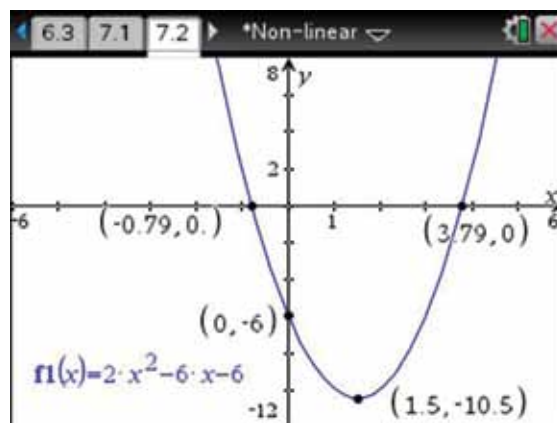 6.3 7.1 7.2 *Non-linear
8 y
2
-6 1 x 6
(-0.79,0.) (3.79,0)
(0,-6)
f1(x)=2·x²-6·x-6
-12 (1.5,-10.5)